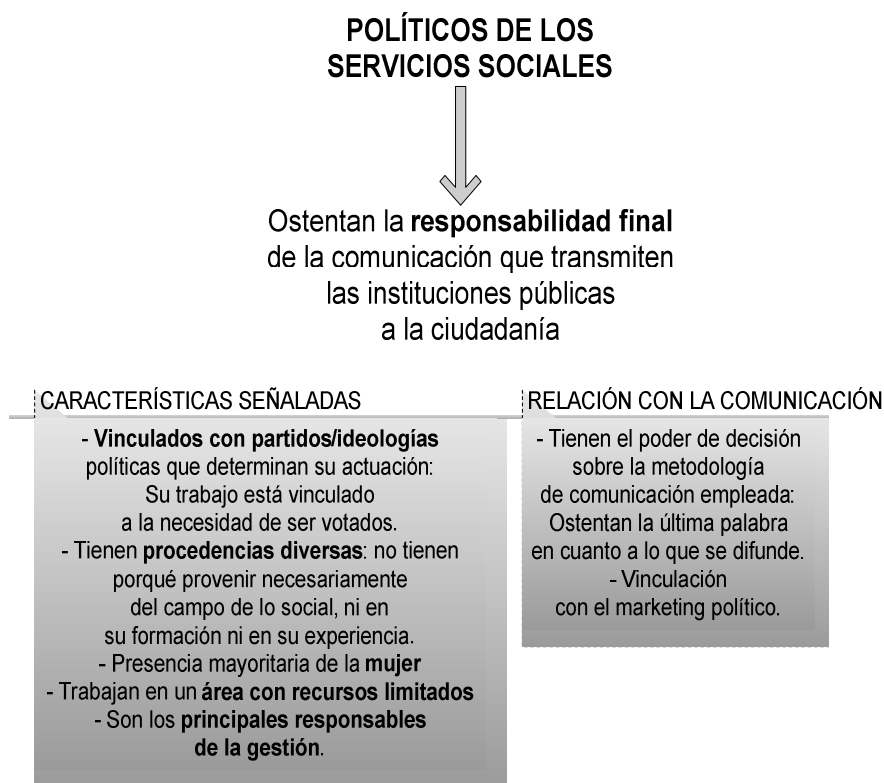 POLÍTICOS DE LOS
SERVICIOS SOCIALES
Ostentan la responsabilidad final
de la comunicación que transmiten
las instituciones públicas
a la ciudadanía
CARACTERÍSTICAS SEÑALADAS
- Vinculados con partidos/ideologías
políticas que determinan su actuación:
Su trabajo está vinculado
a la necesidad de ser votados.
- Tienen procedencias diversas: no tienen
porqué provenir necesariamente
del campo de lo social, ni en
su formación ni en su experiencia.
- Presencia mayoritaria de la mujer
- Trabajan en un área con recursos limitados
- Son los principales responsables
de la gestión.
RELACIÓN CON LA COMUNICACIÓN
- Tienen el poder de decisión
sobre la metodología
de comunicación empleada:
Ostentan la última palabra
en cuanto a lo que se difunde.
- Vinculación
con el marketing político.